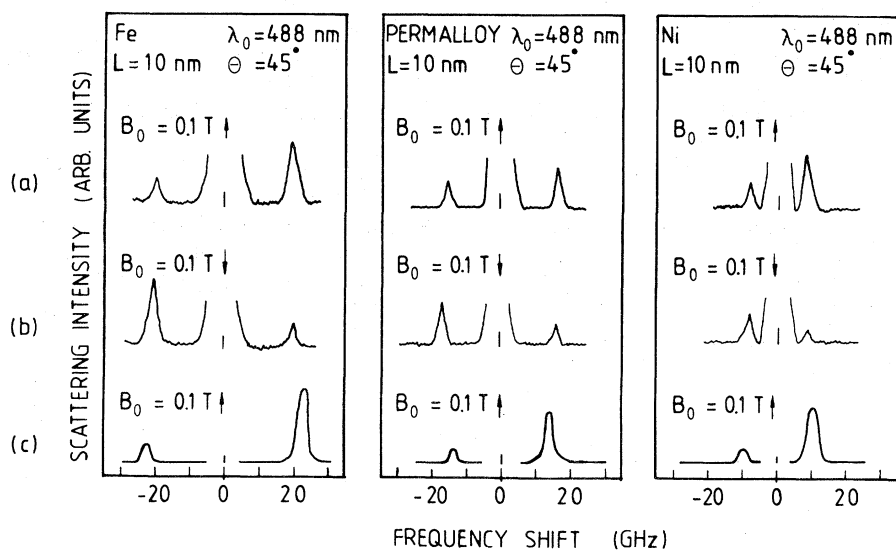 Fe λ₀=488 nm
L=10 nm Θ=45°
PERMALLOY λ₀=488 nm
L=10 nm Θ=45°
Ni λ₀=488 nm
L=10 nm Θ=45°
SCATTERING INTENSITY (ARB. UNITS)
(a)
B₀ = 0.1 T ↑
B₀ = 0.1 T ↑
B₀ = 0.1 T ↑
(b)
B₀ = 0.1 T ↓
B₀ = 0.1 T ↓
B₀ = 0.1 T ↓
(c)
B₀ = 0.1 T ↑
B₀ = 0.1 T ↑
B₀ = 0.1 T ↑
-20 0 20
-20 0 20
-20 0 20
FREQUENCY SHIFT (GHz)